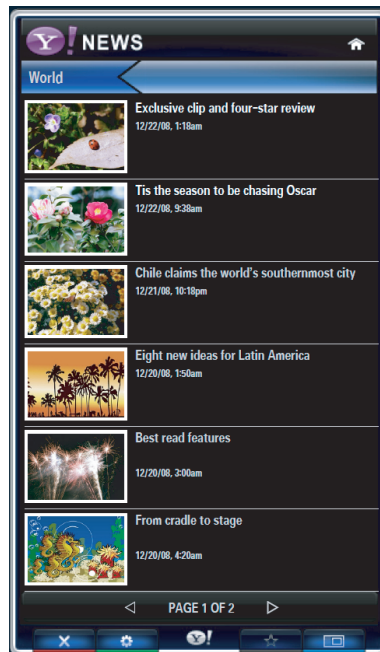 Y! NEWS
World
Exclusive clip and four-star review
12/22/08, 1:18am
Tis the season to be chasing Oscar
12/22/08, 9:38am
Chile claims the world's southernmost city
12/21/08, 10:18pm
Eight new ideas for Latin America
12/20/08, 1:50am
Best read features
12/20/08, 3:00am
From cradle to stage
12/20/08, 4:20am
PAGE 1 OF 2
Y!